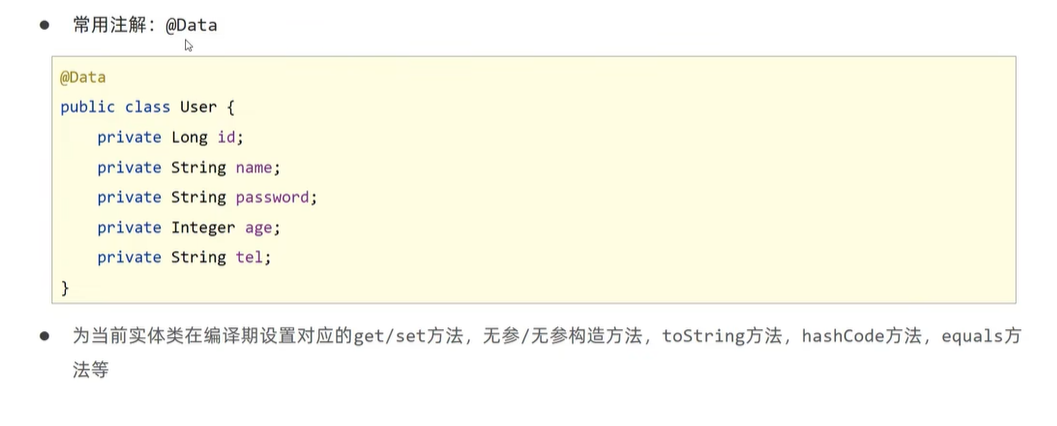 ● 常用注解：@Data
@Data
public class User {
    private Long id;
    private String name;
    private String password;
    private Integer age;
    private String tel;
}
● 为当前实体类在编译期设置对应的get/set方法，无参/无参构造方法，toString方法，hashCode方法，equals方
法等